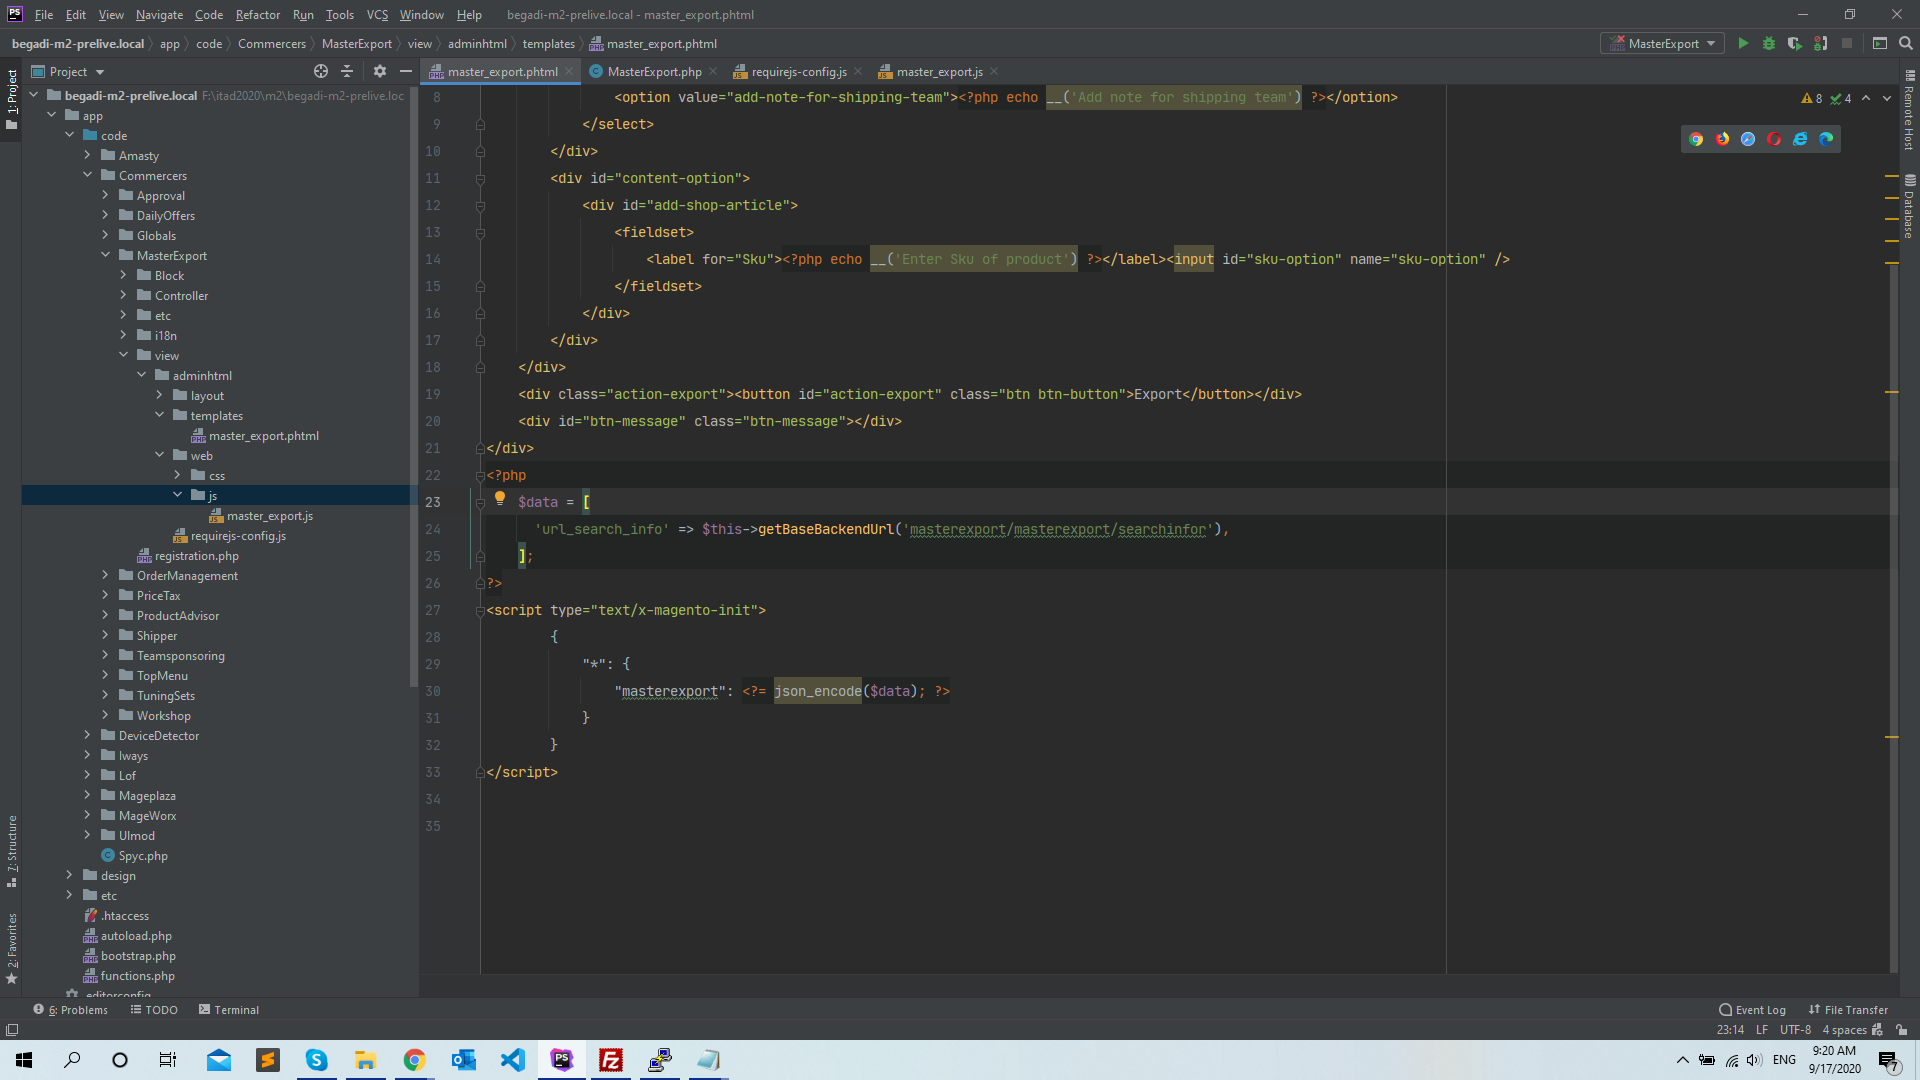 PS File Edit View Navigate Code Refactor Run Tools VCS Window Help begadi-m2-prelive.local - master_export.phtml
begadi-m2-prelive.local app code Commercers MasterExport view adminhtml templates master_export.phtml MasterExport
1: Project
Project
master_export.phtml MasterExport.php requirejs-config.js master_export.js
begadi-m2-prelive.local F:\itad2020\m2\begadi-m2-prelive.loc
app
code
Amasty
Commercers
Approval
DailyOffers
Globals
MasterExport
Block
Controller
etc
i18n
view
adminhtml
layout
templates
master_export.phtml
web
css
js
master_export.js
requirejs-config.js
registration.php
OrderManagement
PriceTax
ProductAdvisor
Shipper
Teamsponsoring
TopMenu
TuningSets
Workshop
DeviceDetector
Iways
Lof
Mageplaza
MageWorx
Ulmod
Spyc.php
design
etc
.htaccess
autoload.php
bootstrap.php
functions.php
.editorconfig
7: Structure
2: Favorites
8 <option value="add-note-for-shipping-team"><?php echo __('Add note for shipping team') ?></option>
9 </select>
10 </div>
11 <div id="content-option">
12 <div id="add-shop-article">
13 <fieldset>
14 <label for="Sku"><?php echo __('Enter Sku of product') ?></label><input id="sku-option" name="sku-option" />
15 </fieldset>
16 </div>
17 </div>
18 </div>
19 <div class="action-export"><button id="action-export" class="btn btn-button">Export</button></div>
20 <div id="btn-message" class="btn-message"></div>
21 </div>
22 <?php
23 $data = [
24 'url_search_info' => $this->getBaseBackendUrl('masterexport/masterexport/searchinfor'),
25 ];
26 ?>
27 <script type="text/x-magento-init">
28 {
29 "*": {
30 "masterexport": <?= json_encode($data); ?>
31 }
32 }
33 </script>
34
35
8 4
Remote Host
Database
6: Problems TODO Terminal Event Log File Transfer
23:14 LF UTF-8 4 spaces
ENG 9:20 AM
9/17/2020
7